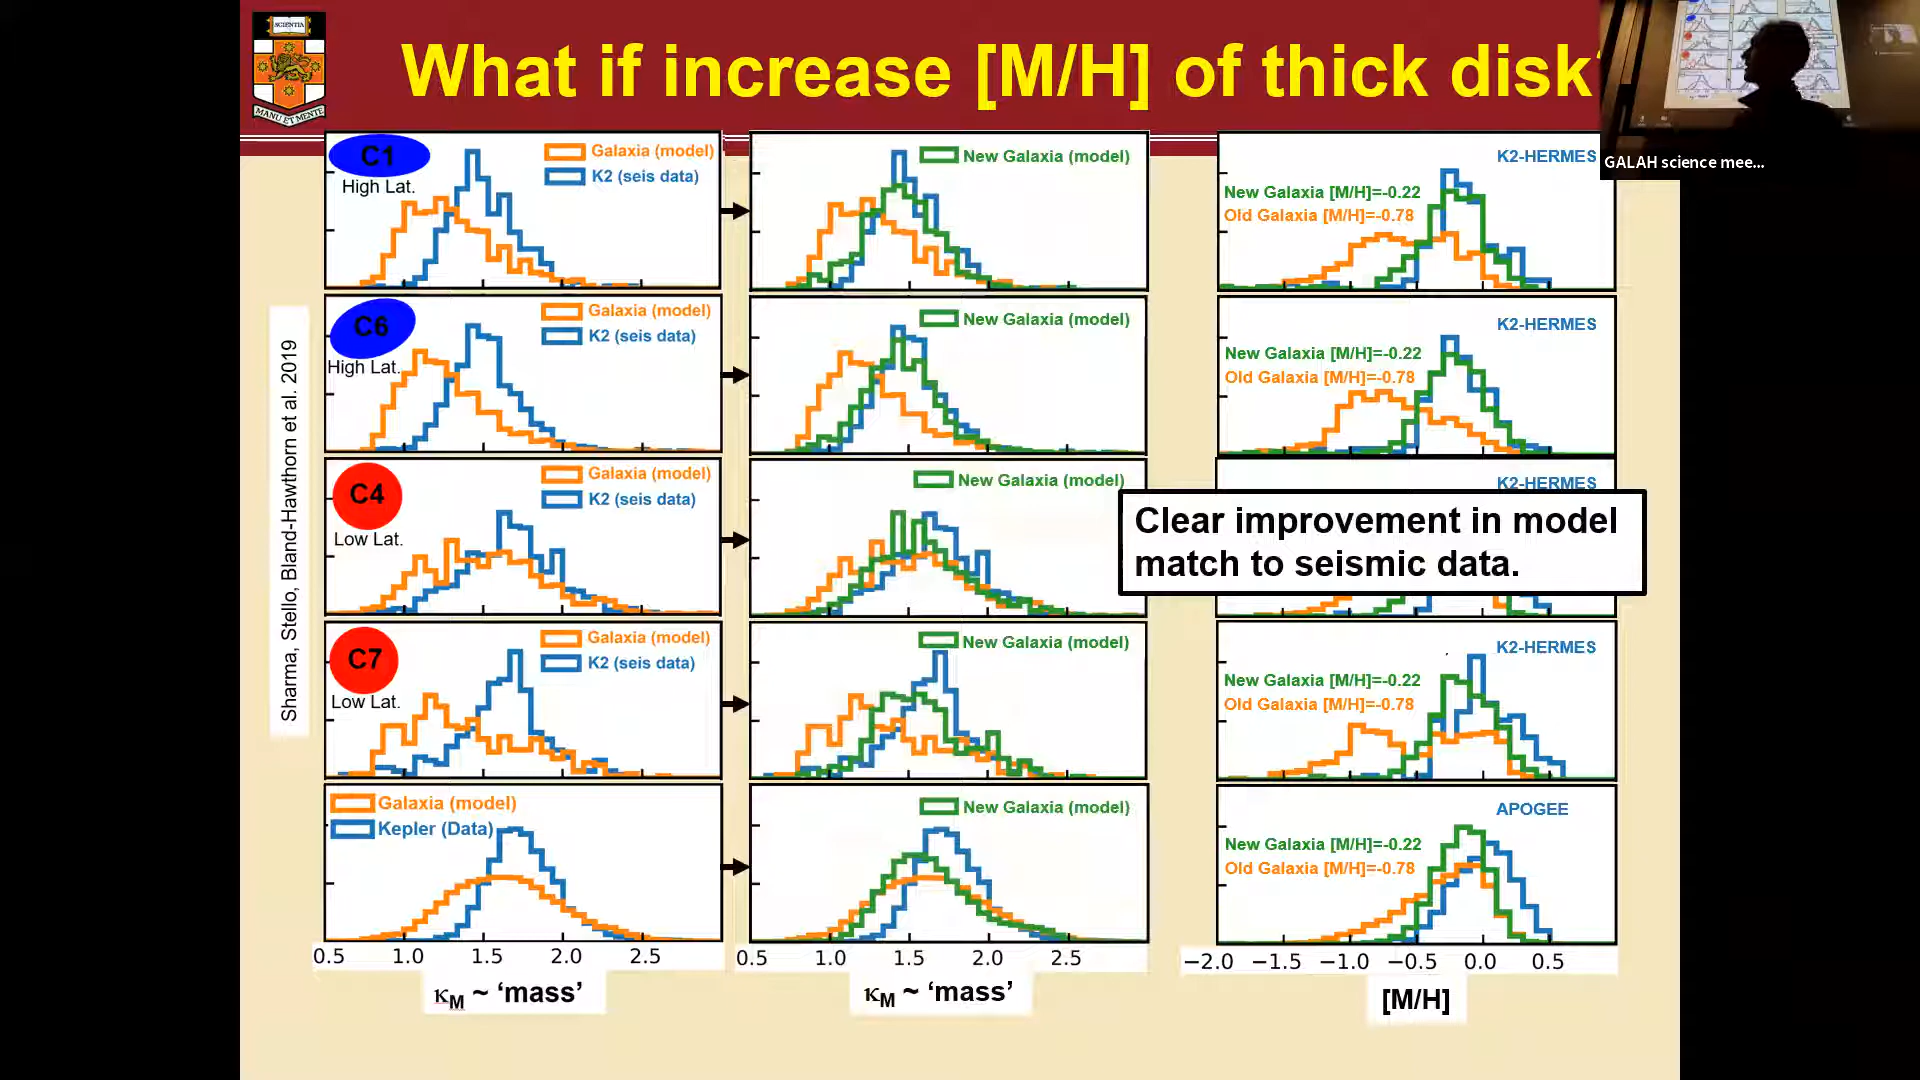 SCIENTIA
MANU ET MENTE
What if increase [M/H] of thick disk?
GALAH science mee...
Sharma, Stello, Bland-Hawthorn et al. 2019
C1
High Lat.
Galaxia (model)
K2 (seis data)
New Galaxia (model)
K2-HERMES
New Galaxia [M/H]=-0.22
Old Galaxia [M/H]=-0.78
C6
High Lat.
Galaxia (model)
K2 (seis data)
New Galaxia (model)
K2-HERMES
New Galaxia [M/H]=-0.22
Old Galaxia [M/H]=-0.78
C4
Low Lat.
Galaxia (model)
K2 (seis data)
New Galaxia (model)
K2-HERMES
Clear improvement in model
match to seismic data.
C7
Low Lat.
Galaxia (model)
K2 (seis data)
New Galaxia (model)
K2-HERMES
New Galaxia [M/H]=-0.22
Old Galaxia [M/H]=-0.78
Galaxia (model)
Kepler (Data)
New Galaxia (model)
APOGEE
New Galaxia [M/H]=-0.22
Old Galaxia [M/H]=-0.78
0.5 1.0 1.5 2.0 2.5
0.5 1.0 1.5 2.0 2.5
−2.0 −1.5 −1.0 −0.5 0.0 0.5
κM ~ ‘mass’
κM ~ ‘mass’
[M/H]